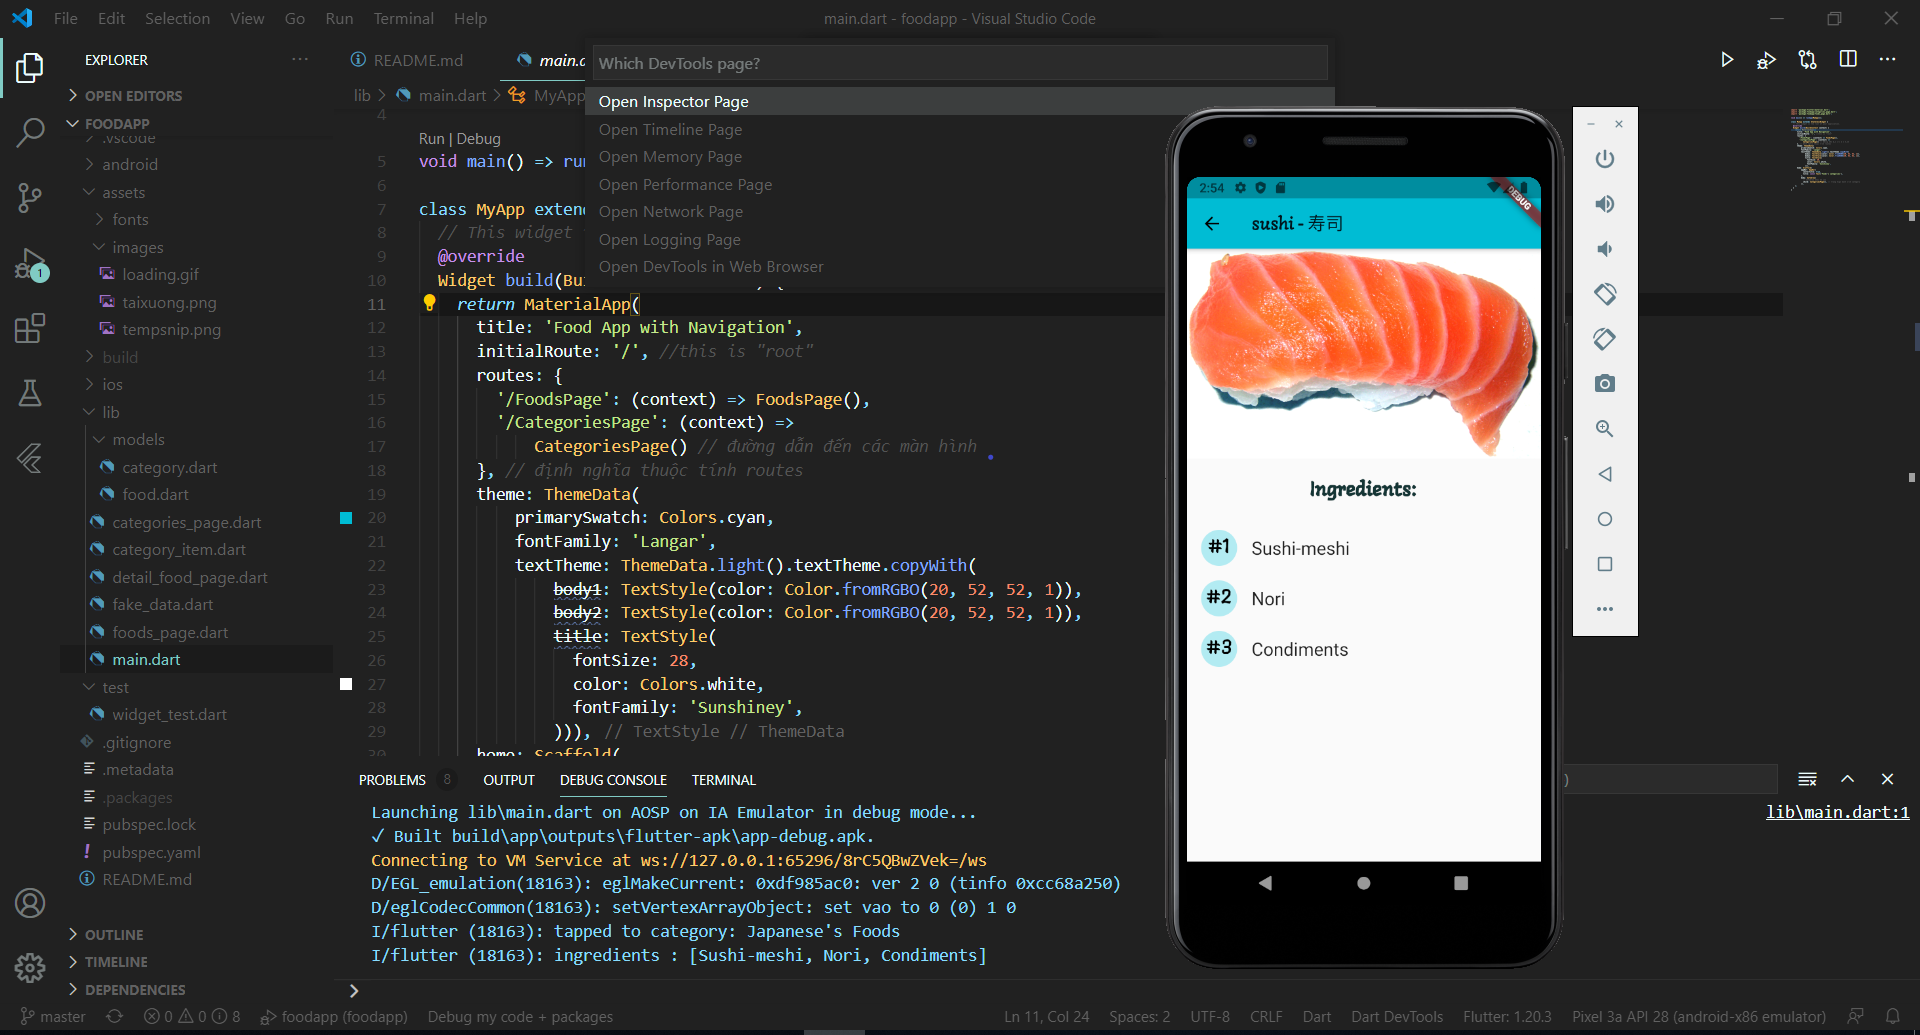 File Edit Selection View Go Run Terminal Help
main.dart - foodapp - Visual Studio Code
EXPLORER
OPEN EDITORS
FOODAPP
.vscode
android
assets
fonts
images
loading.gif
taixuong.png
tempsnip.png
build
ios
lib
models
category.dart
food.dart
categories_page.dart
category_item.dart
detail_food_page.dart
fake_data.dart
foods_page.dart
main.dart
test
widget_test.dart
.gitignore
.metadata
.packages
pubspec.lock
pubspec.yaml
README.md
OUTLINE
TIMELINE
DEPENDENCIES
1
README.md
main.d
lib > main.dart > MyApp
Which DevTools page?
Open Inspector Page
Open Timeline Page
Open Memory Page
Open Performance Page
Open Network Page
Open Logging Page
Open DevTools in Web Browser
4
Run | Debug
5 void main() => run
6
7 class MyApp extend
8 // This widget
9 @override
10 Widget build(Bui
11 return MaterialApp(
12 title: 'Food App with Navigation',
13 initialRoute: '/', //this is "root"
14 routes: {
15 '/FoodsPage': (context) => FoodsPage(),
16 '/CategoriesPage': (context) =>
17 CategoriesPage() // đường dẫn đến các màn hình
18 }, // định nghĩa thuộc tính routes
19 theme: ThemeData(
20 primarySwatch: Colors.cyan,
21 fontFamily: 'Langar',
22 textTheme: ThemeData.light().textTheme.copyWith(
23 body1: TextStyle(color: Color.fromRGBO(20, 52, 52, 1)),
24 body2: TextStyle(color: Color.fromRGBO(20, 52, 52, 1)),
25 title: TextStyle(
26 fontSize: 28,
27 color: Colors.white,
28 fontFamily: 'Sunshiney',
29 ))), // TextStyle // ThemeData
30 home: Scaffold(
PROBLEMS 8 OUTPUT DEBUG CONSOLE TERMINAL
Launching lib\main.dart on AOSP on IA Emulator in debug mode...
lib\main.dart:1
✓ Built build\app\outputs\flutter-apk\app-debug.apk.
Connecting to VM Service at ws://127.0.0.1:65296/8rC5QBwZVek=/ws
D/EGL_emulation(18163): eglMakeCurrent: 0xdf985ac0: ver 2 0 (tinfo 0xcc68a250)
D/eglCodecCommon(18163): setVertexArrayObject: set vao to 0 (0) 1 0
I/flutter (18163): tapped to category: Japanese's Foods
I/flutter (18163): ingredients : [Sushi-meshi, Nori, Condiments]
2:54
DEBUG
sushi - 寿司
Ingredients:
#1 Sushi-meshi
#2 Nori
#3 Condiments
master 0 0 8 foodapp (foodapp) Debug my code + packages
Ln 11, Col 24 Spaces: 2 UTF-8 CRLF Dart Dart DevTools Flutter: 1.20.3 Pixel 3a API 28 (android-x86 emulator)